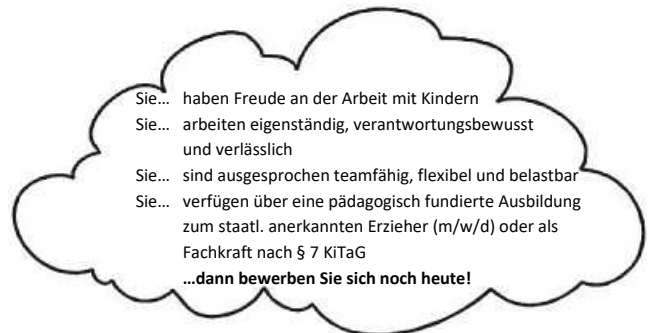 Sie… haben Freude an der Arbeit mit Kindern
Sie… arbeiten eigenständig, verantwortungsbewusst
und verlässlich
Sie… sind ausgesprochen teamfähig, flexibel und belastbar
Sie… verfügen über eine pädagogisch fundierte Ausbildung
zum staatl. anerkannten Erzieher (m/w/d) oder als
Fachkraft nach § 7 KiTaG
…dann bewerben Sie sich noch heute!